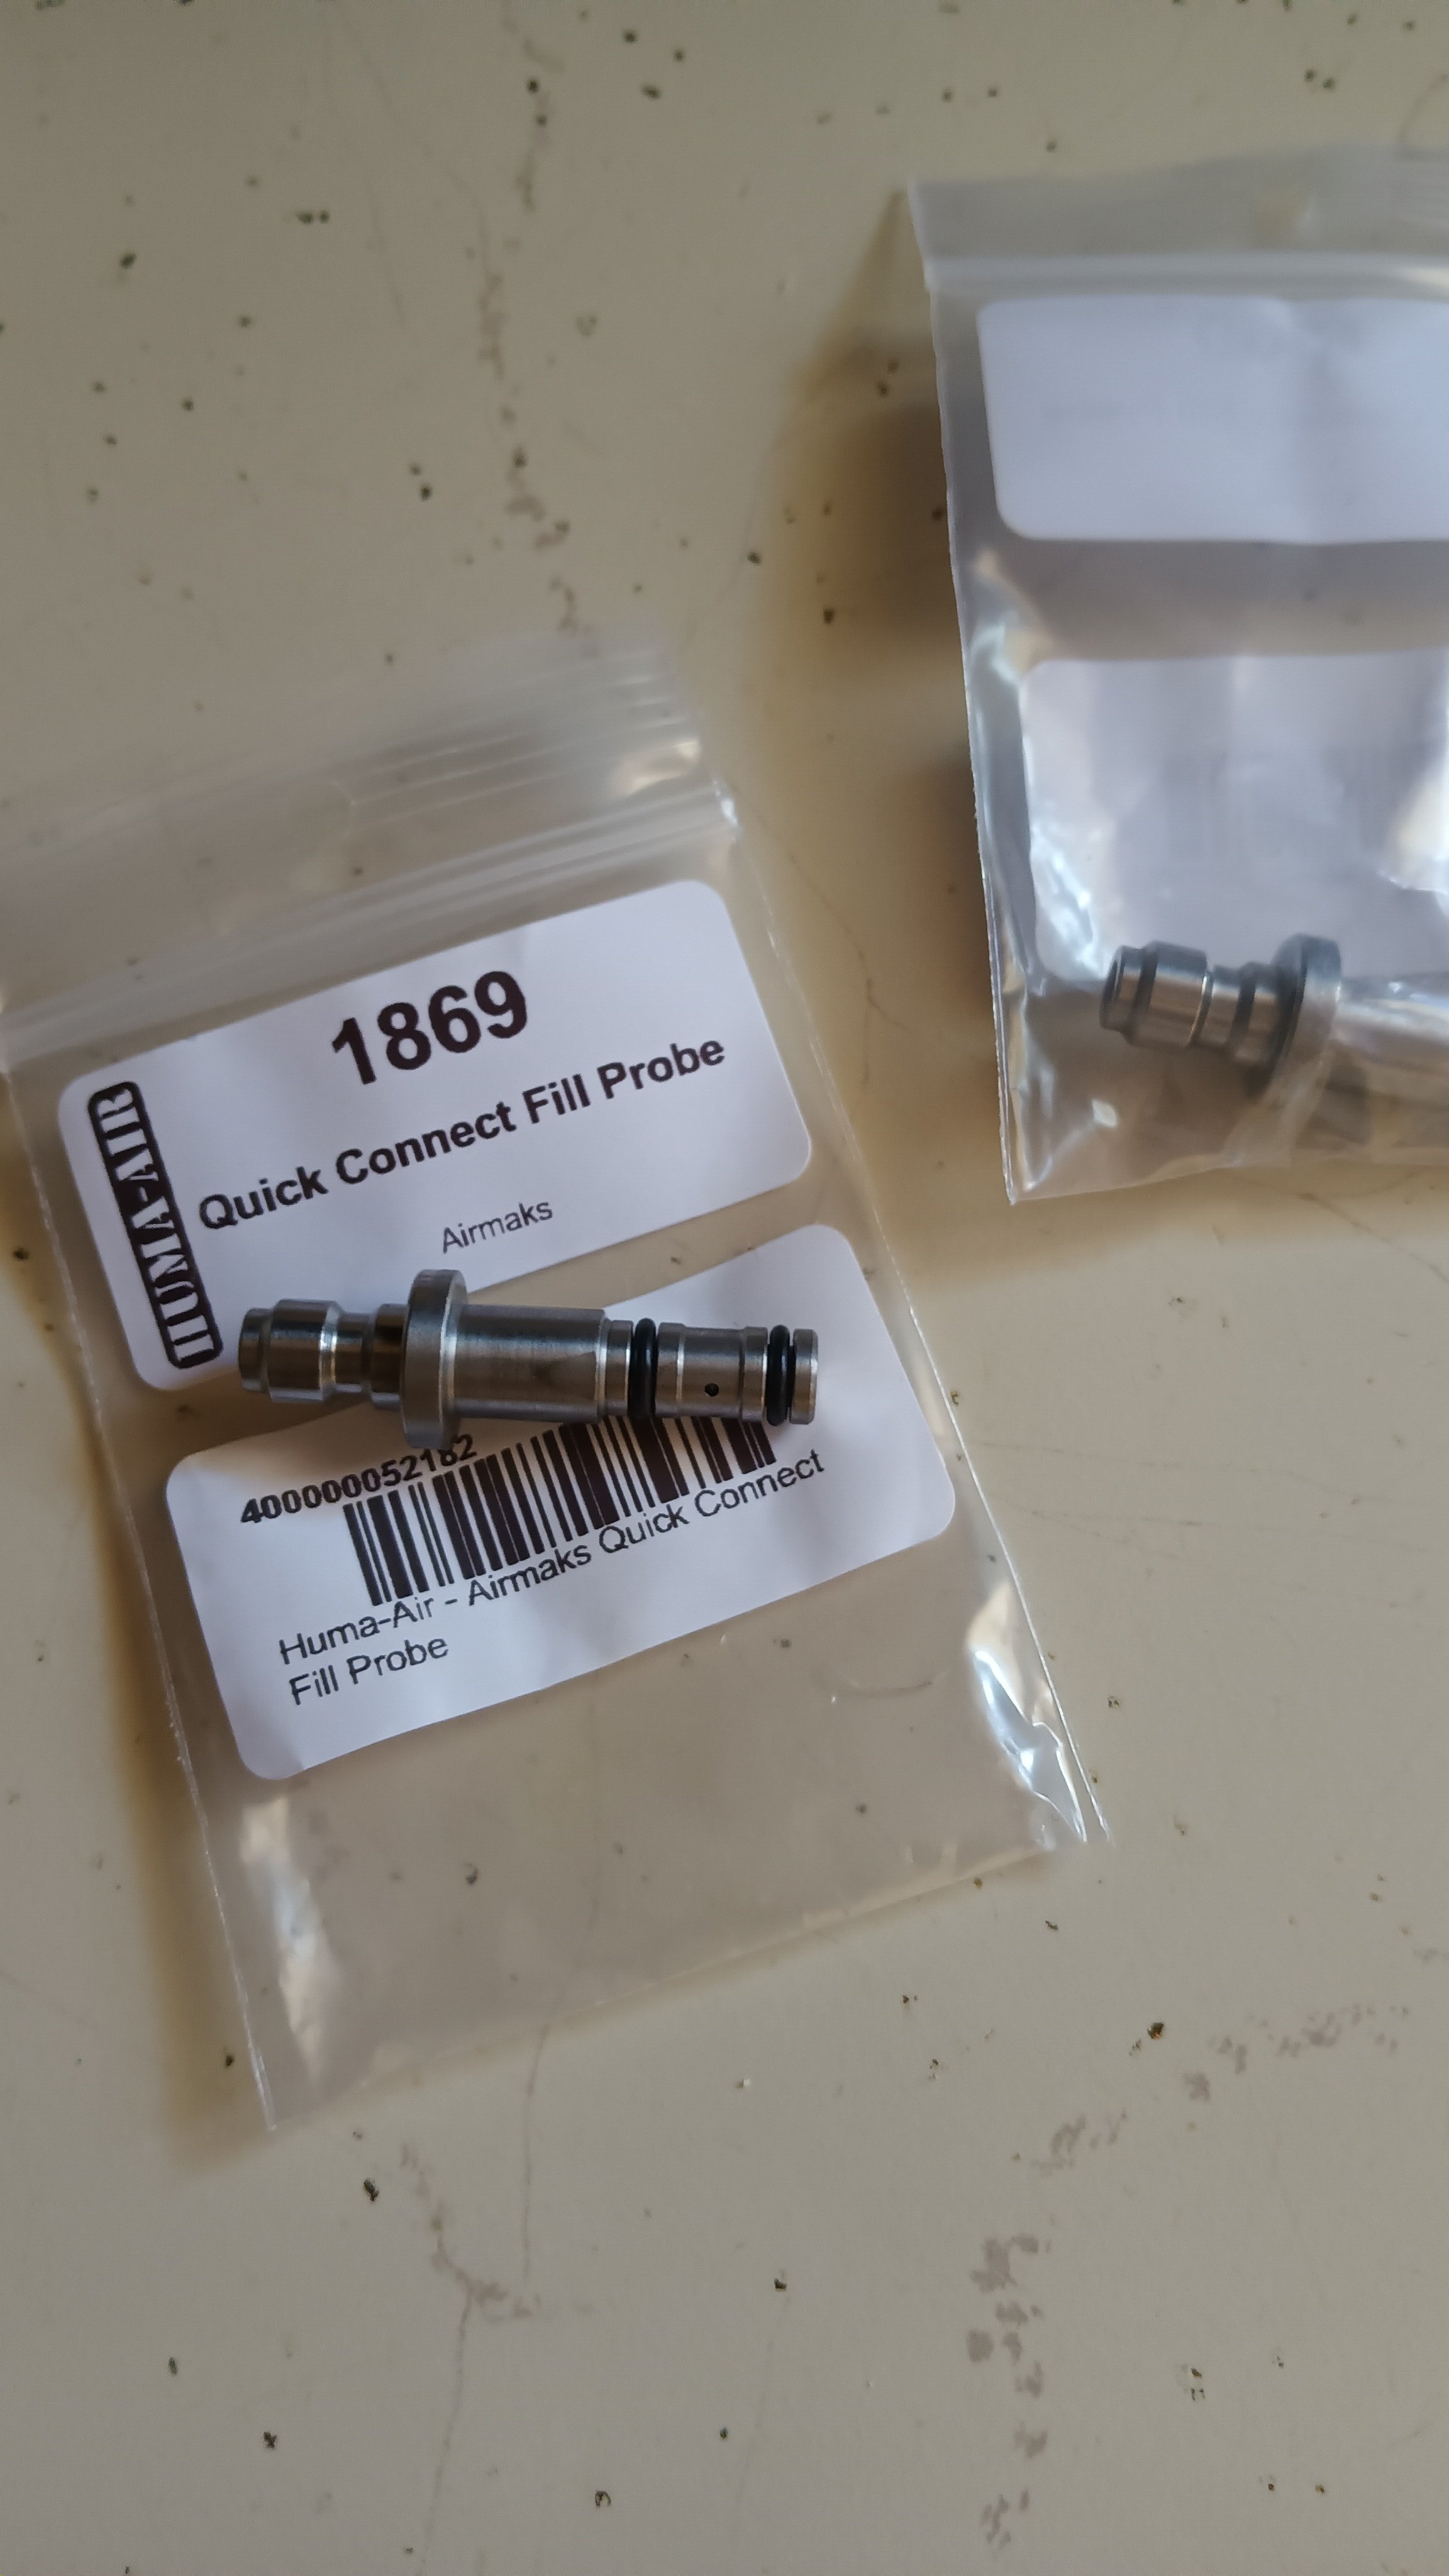 1869
Quick Connect Fill Probe
Airmaks
HUMA-AIR
400000052182
Huma-Air - Airmaks Quick Connect
Fill Probe